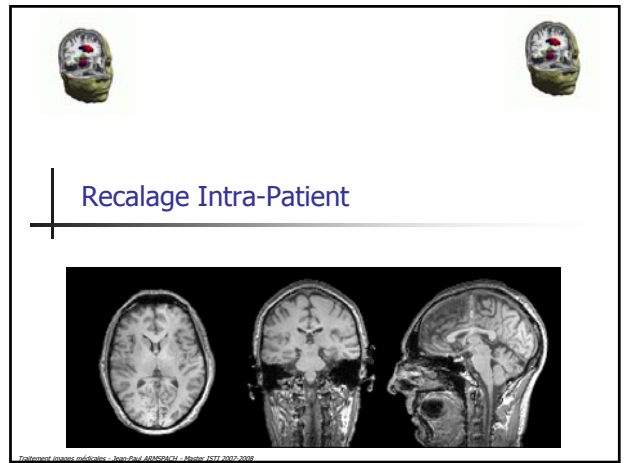 Recalage Intra-Patient
Traitement images médicales - Jean-Paul ARMSPACH - Master ISTI 2007-2008